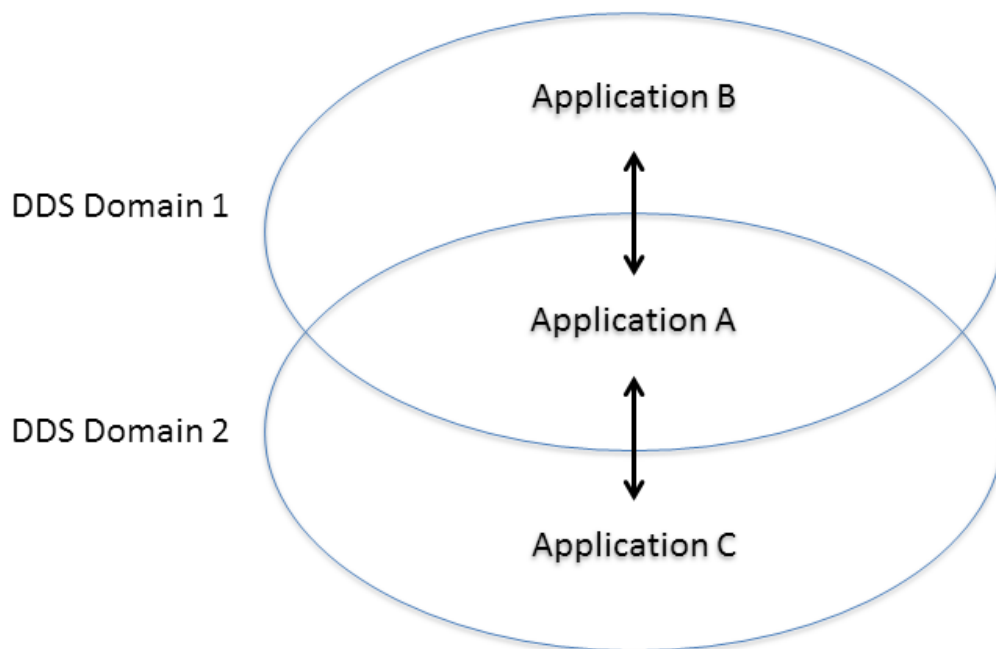 Application B
DDS Domain 1
Application A
DDS Domain 2
Application C